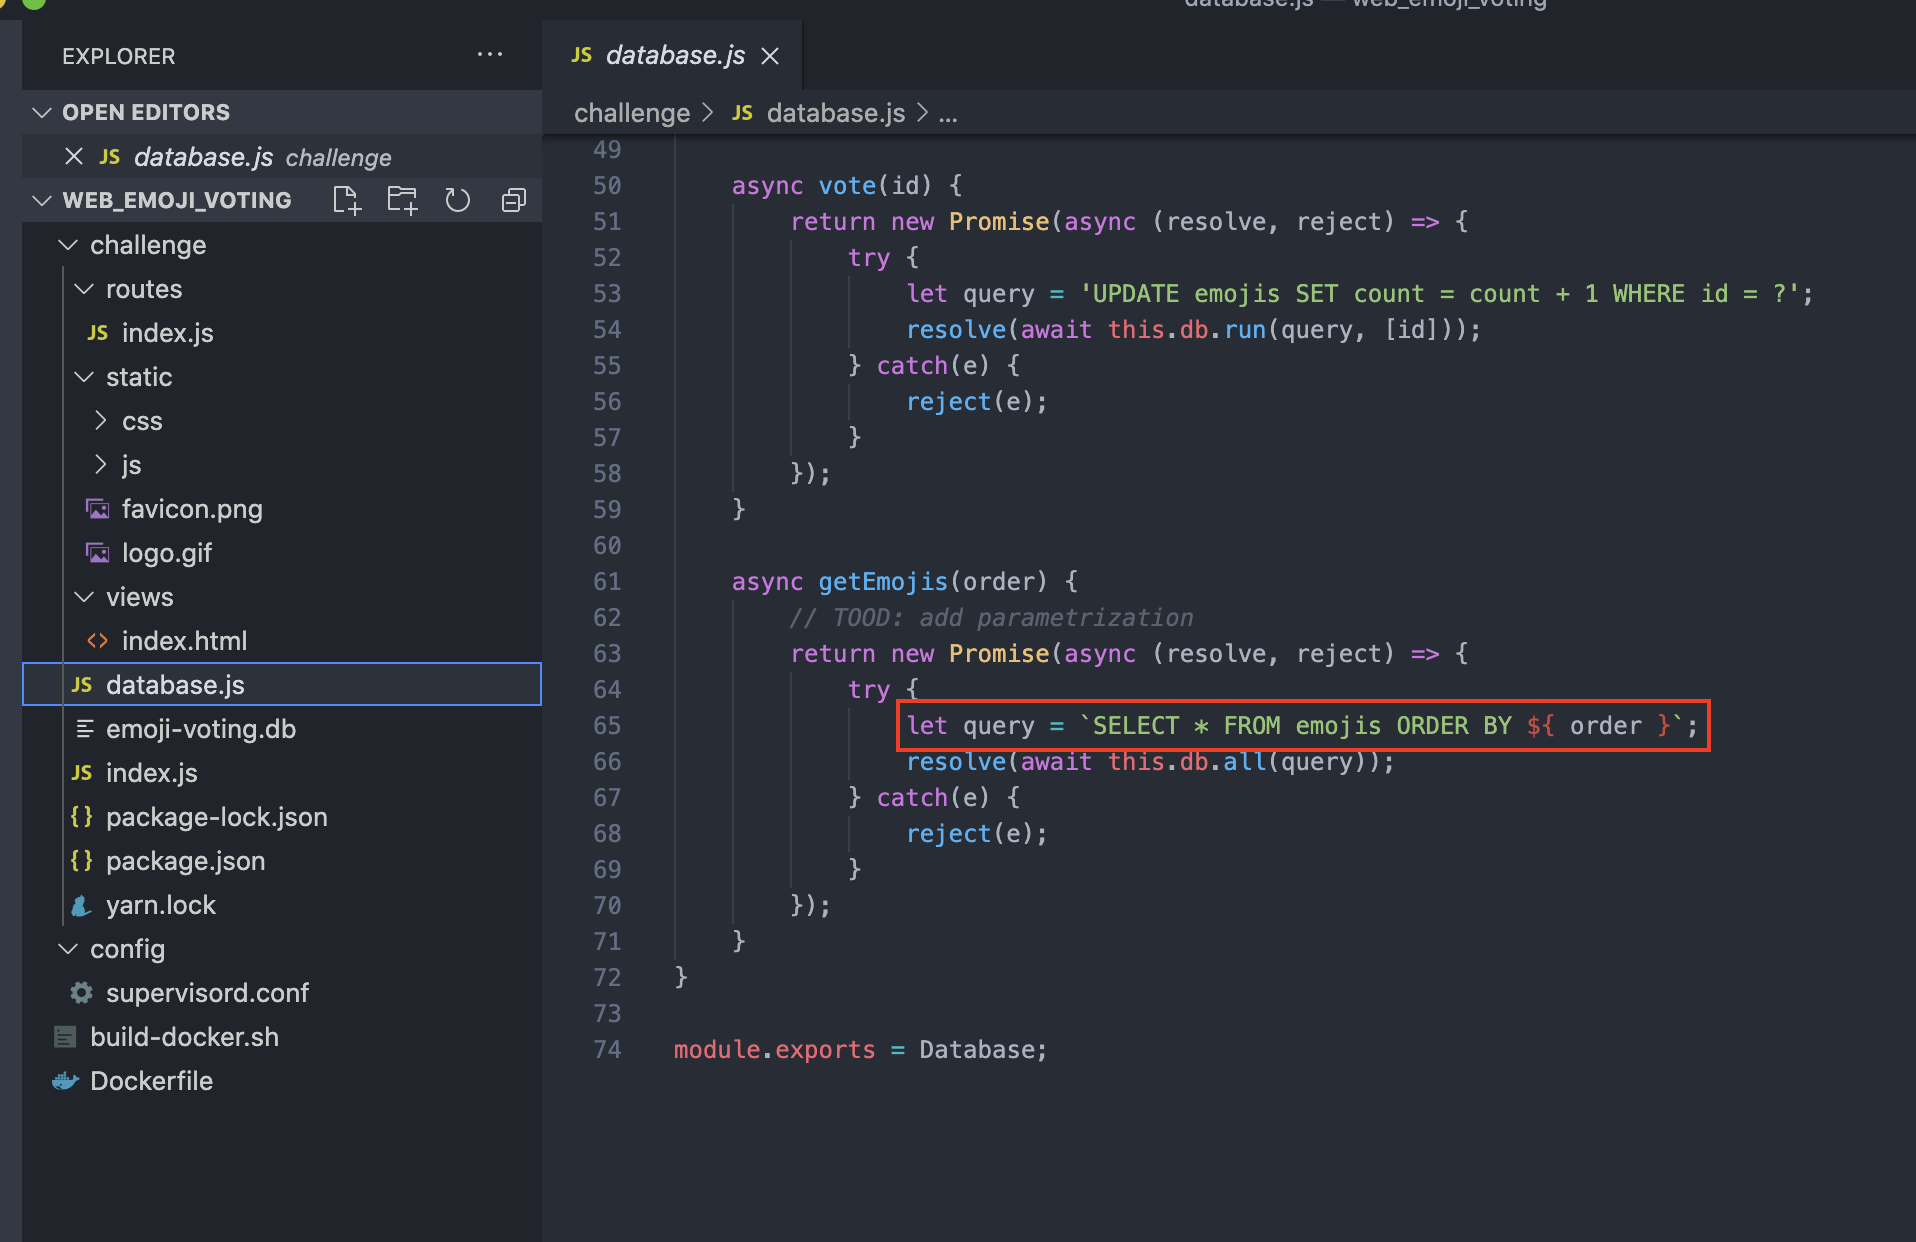 database.js — web_emoji_voting
EXPLORER
...
OPEN EDITORS
JS database.js challenge
WEB_EMOJI_VOTING
challenge
routes
JS index.js
static
css
js
favicon.png
logo.gif
views
<> index.html
JS database.js
emoji-voting.db
JS index.js
{} package-lock.json
{} package.json
yarn.lock
config
supervisord.conf
build-docker.sh
Dockerfile
JS database.js
challenge > JS database.js > ...
49
50 async vote(id) {
51 return new Promise(async (resolve, reject) => {
52 try {
53 let query = 'UPDATE emojis SET count = count + 1 WHERE id = ?';
54 resolve(await this.db.run(query, [id]));
55 } catch(e) {
56 reject(e);
57 }
58 });
59 }
60
61 async getEmojis(order) {
62 // TOOD: add parametrization
63 return new Promise(async (resolve, reject) => {
64 try {
65 let query = `SELECT * FROM emojis ORDER BY ${ order }`;
66 resolve(await this.db.all(query));
67 } catch(e) {
68 reject(e);
69 }
70 });
71 }
72 }
73
74 module.exports = Database;